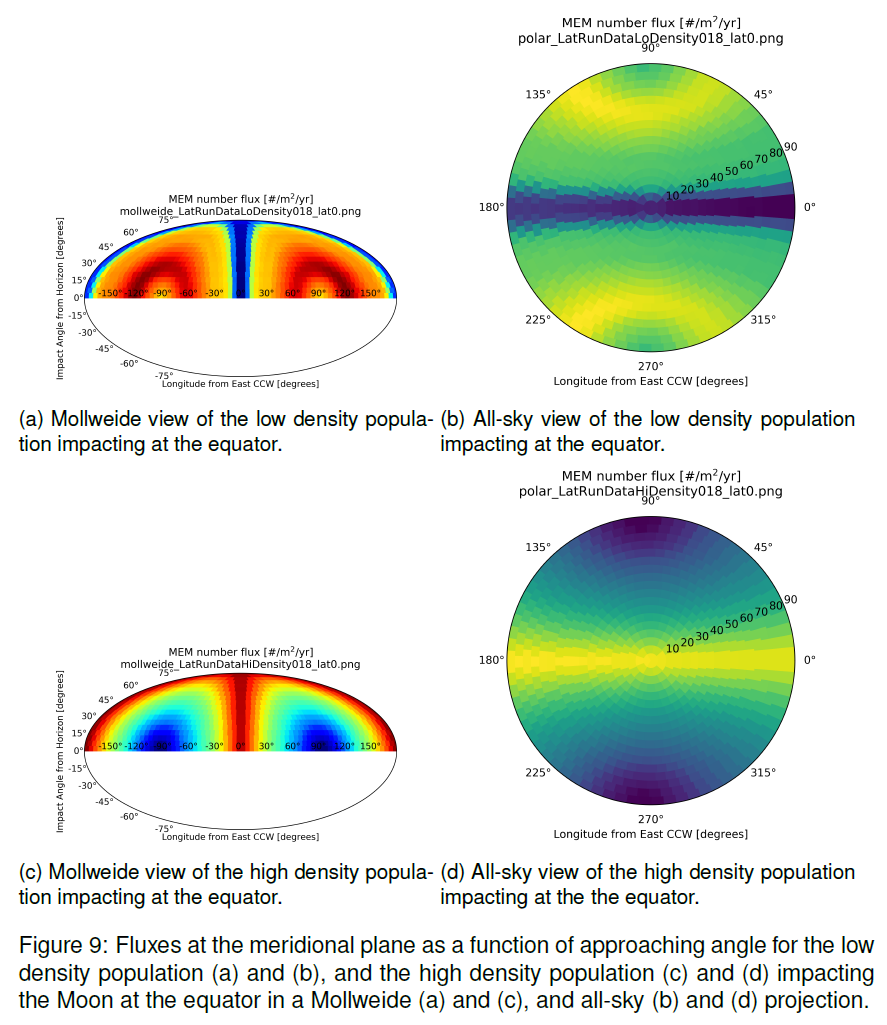 MEM number flux [#/m²/yr]
polar_LatRunDataLoDensity018_lat0.png
90°
135°
45°
10 20 30 40 50 60 70 80 90
180°
0°
225°
315°
270°
Longitude from East CCW [degrees]
MEM number flux [#/m²/yr]
mollweide_LatRunDataLoDensity018_lat0.png
Impact Angle from Horizon [degrees]
75°
60°
45°
30°
15°
0°
-150° -120° -90° -60° -30° 0° 30° 60° 90° 120° 150°
-15°
-30°
-45°
-60°
-75°
Longitude from East CCW [degrees]
(a) Mollweide view of the low density popula-
tion impacting at the equator.
(b) All-sky view of the low density population
impacting at the equator.
MEM number flux [#/m²/yr]
polar_LatRunDataHiDensity018_lat0.png
90°
135°
45°
10 20 30 40 50 60 70 80 90
180°
0°
225°
315°
270°
Longitude from East CCW [degrees]
MEM number flux [#/m²/yr]
mollweide_LatRunDataHiDensity018_lat0.png
Impact Angle from Horizon [degrees]
75°
60°
45°
30°
15°
0°
-150° -120° -90° -60° -30° 0° 30° 60° 90° 120° 150°
-15°
-30°
-45°
-60°
-75°
Longitude from East CCW [degrees]
(c) Mollweide view of the high density popula-
tion impacting at the equator.
(d) All-sky view of the high density population
impacting at the the equator.
Figure 9: Fluxes at the meridional plane as a function of approaching angle for the low
density population (a) and (b), and the high density population (c) and (d) impacting
the Moon at the equator in a Mollweide (a) and (c), and all-sky (b) and (d) projection.